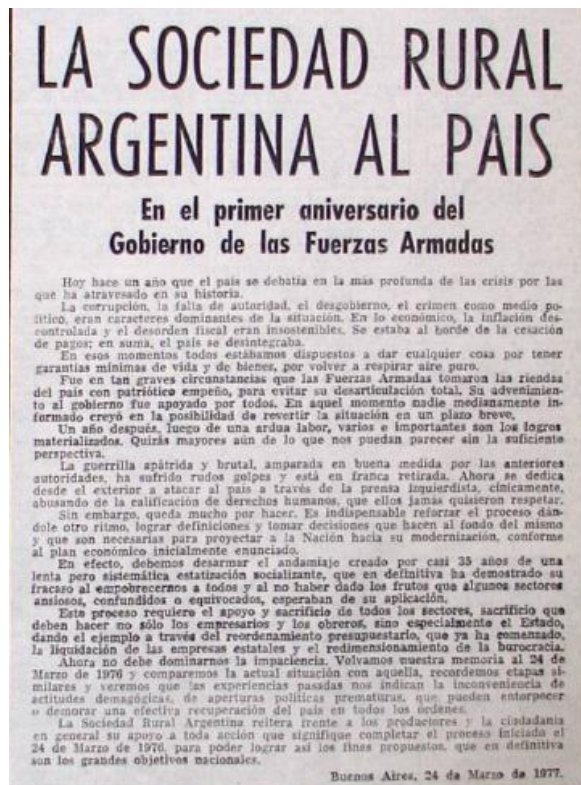 LA SOCIEDAD RURAL
ARGENTINA AL PAIS
En el primer aniversario del
Gobierno de las Fuerzas Armadas
Hoy hace un año que el país se debatía en la más profunda de las crisis por las
que ha atravesado en su historia.
La corrupción, la falta de autoridad, el desgobierno, el crimen como medio po-
lítico, eran caracteres dominantes de la situación. En lo económico, la inflación des-
controlada y el desorden fiscal eran insostenibles. Se estaba al borde de la cesación
de pagos; en suma, el país se desintegraba.
En esos momentos todos estábamos dispuestos a dar cualquier cosa por tener
garantías mínimas de vida y de bienes, por volver a respirar aire puro.
Fue en tan graves circunstancias que las Fuerzas Armadas tomaron las riendas
del país con patriótico empeño, para evitar su desarticulación total. Su advenimien-
to al gobierno fue apoyado por todos. En aquel momento nadie medianamente in-
formado creyó en la posibilidad de revertir la situación en un plazo breve.
Un año después, luego de una ardua labor, varios e importantes son los logros
materializados. Quizás mayores aún de lo que nos puedan parecer sin la suficiente
perspectiva.
La guerrilla apátrida y brutal, amparada en buena medida por las anteriores
autoridades, ha sufrido rudos golpes y está en franca retirada. Ahora se dedica
desde el exterior a atacar al país a través de la prensa izquierdista, cínicamente,
abusando de la calificación de derechos humanos, que ellos jamás quisieron respetar.
Sin embargo, queda mucho por hacer. Es indispensable reforzar el proceso dán-
dole otro ritmo, lograr definiciones y tomar decisiones que hacen al fondo del mismo
y que son necesarias para proyectar a la Nación hacia su modernización, conforme
al plan económico inicialmente enunciado.
En efecto, debemos desarmar el andamiaje creado por casi 35 años de una
lenta pero sistemática estatización socializante, que en definitiva ha demostrado su
fracaso al empobrecernos a todos y al no haber dado los frutos que algunos sectores
ansiosos, confundidos o equivocados, esperaban de su aplicación.
Este proceso requiere el apoyo y sacrificio de todos los sectores, sacrificio que
deben hacer no sólo los empresarios y los obreros, sino especialmente el Estado,
dando el ejemplo a través del reordenamiento presupuestario, que ya ha comenzado,
la liquidación de las empresas estatales y el redimensionamiento de la burocracia.
Ahora no debe dominarnos la impaciencia. Volvamos nuestra memoria al 24 de
Marzo de 1976 y comparemos la actual situación con aquella, recordemos etapas si-
milares y veremos que las experiencias pasadas nos indican la inconveniencia de
actitudes demagógicas, de aperturas políticas prematuras, que pueden entorpecer
o demorar una efectiva recuperación del país en todos los órdenes.
La Sociedad Rural Argentina reitera frente a los productores y la ciudadanía
en general su apoyo a toda acción que signifique completar el proceso iniciado el
24 de Marzo de 1976, para poder lograr así los fines propuestos, que en definitiva
son los grandes objetivos nacionales.
Buenos Aires, 24 de Marzo de 1977.